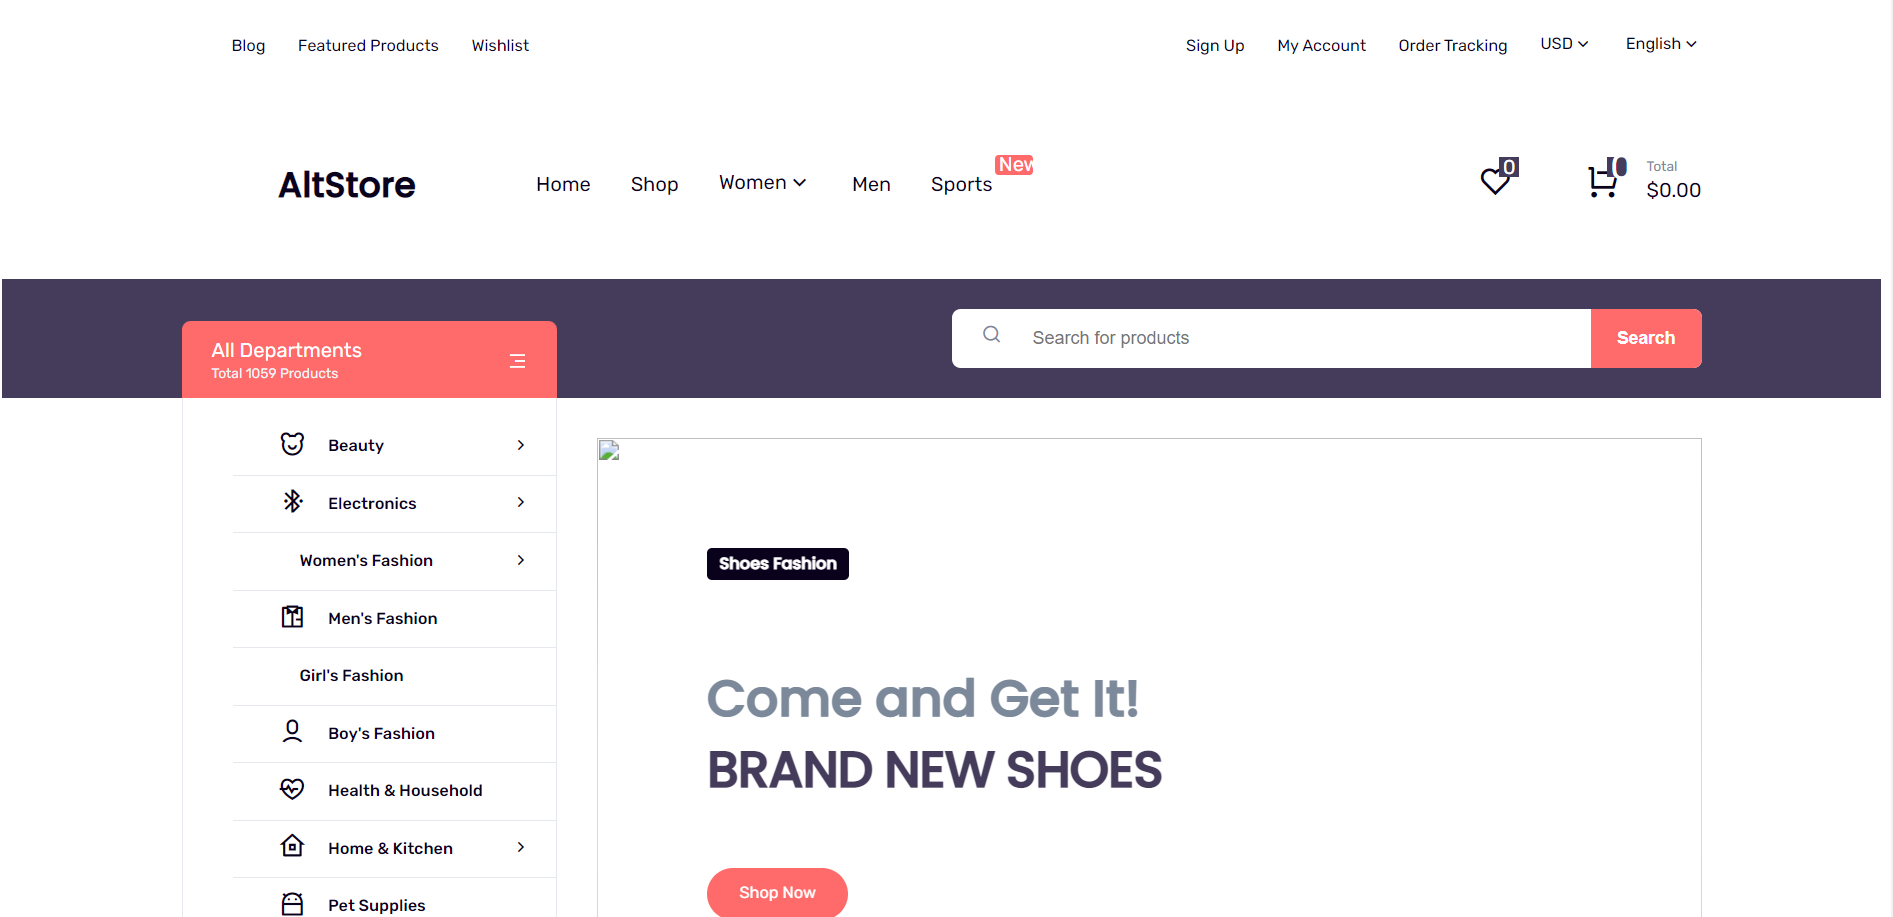 Blog Featured Products Wishlist Sign Up My Account Order Tracking USD English
AltStore Home Shop Women Men Sports New 0 0 Total
$0.00
All Departments
Total 1059 Products
Search for products Search
Beauty
Electronics
Women's Fashion
Men's Fashion
Girl's Fashion
Boy's Fashion
Health & Household
Home & Kitchen
Pet Supplies
Shoes Fashion
Come and Get It!
BRAND NEW SHOES
Shop Now